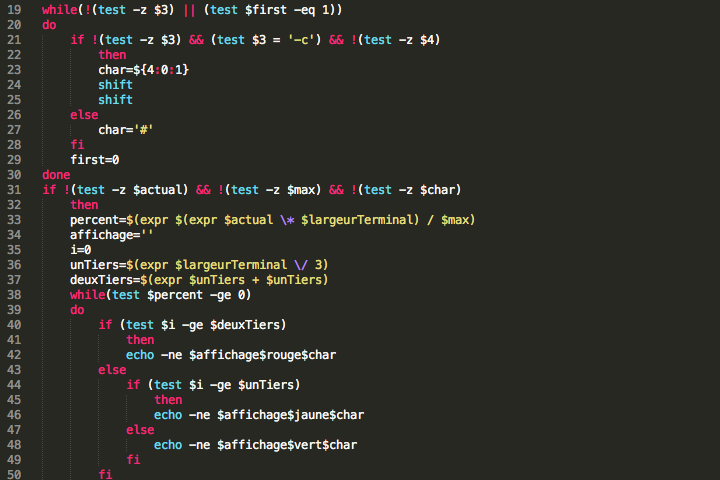 19 while(!(test -z $3) || (test $first -eq 1))
20 do
21 if !(test -z $3) && (test $3 = '-c') && !(test -z $4)
22 then
23 char=${4:0:1}
24 shift
25 shift
26 else
27 char='#'
28 fi
29 first=0
30 done
31 if !(test -z $actual) && !(test -z $max) && !(test -z $char)
32 then
33 percent=$(expr $(expr $actual \* $largeurTerminal) / $max)
34 affichage=''
35 i=0
36 unTiers=$(expr $largeurTerminal \/ 3)
37 deuxTiers=$(expr $unTiers + $unTiers)
38 while(test $percent -ge 0)
39 do
40 if (test $i -ge $deuxTiers)
41 then
42 echo -ne $affichage$rouge$char
43 else
44 if (test $i -ge $unTiers)
45 then
46 echo -ne $affichage$jaune$char
47 else
48 echo -ne $affichage$vert$char
49 fi
50 fi